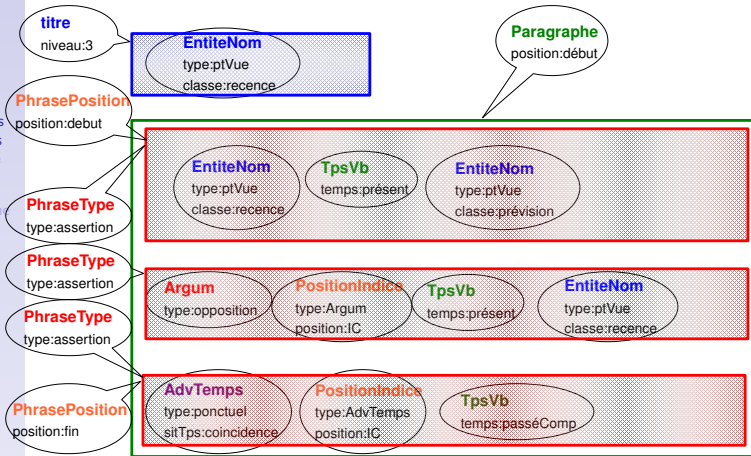 titre
niveau:3
EntiteNom
type:ptVue
classe:recence
Paragraphe
position:début
PhrasePosition
position:debut
EntiteNom
type:ptVue
classe:recence
TpsVb
temps:présent
EntiteNom
type:ptVue
classe:prévision
PhraseType
type:assertion
PhraseType
type:assertion
Argum
type:opposition
PositionIndice
type:Argum
position:IC
TpsVb
temps:présent
EntiteNom
type:ptVue
classe:recence
PhraseType
type:assertion
AdvTemps
type:ponctuel
sitTps:coincidence
PositionIndice
type:AdvTemps
position:IC
TpsVb
temps:passéComp
PhrasePosition
position:fin